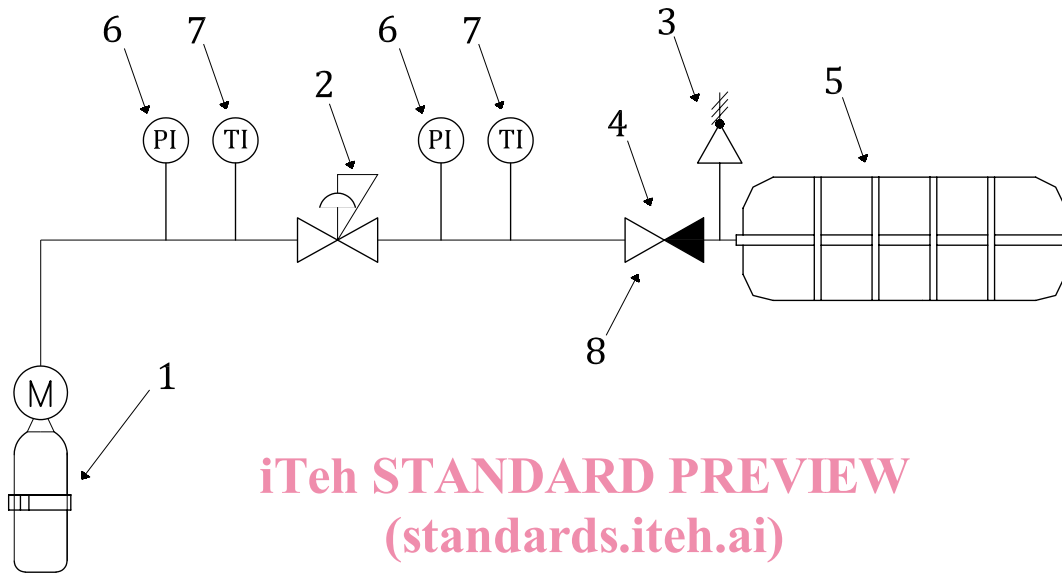 6 7 6 7 3 5
2
4
PI TI PI TI
8
1
M
iTeh STANDARD PREVIEW
(standards.iteh.ai)